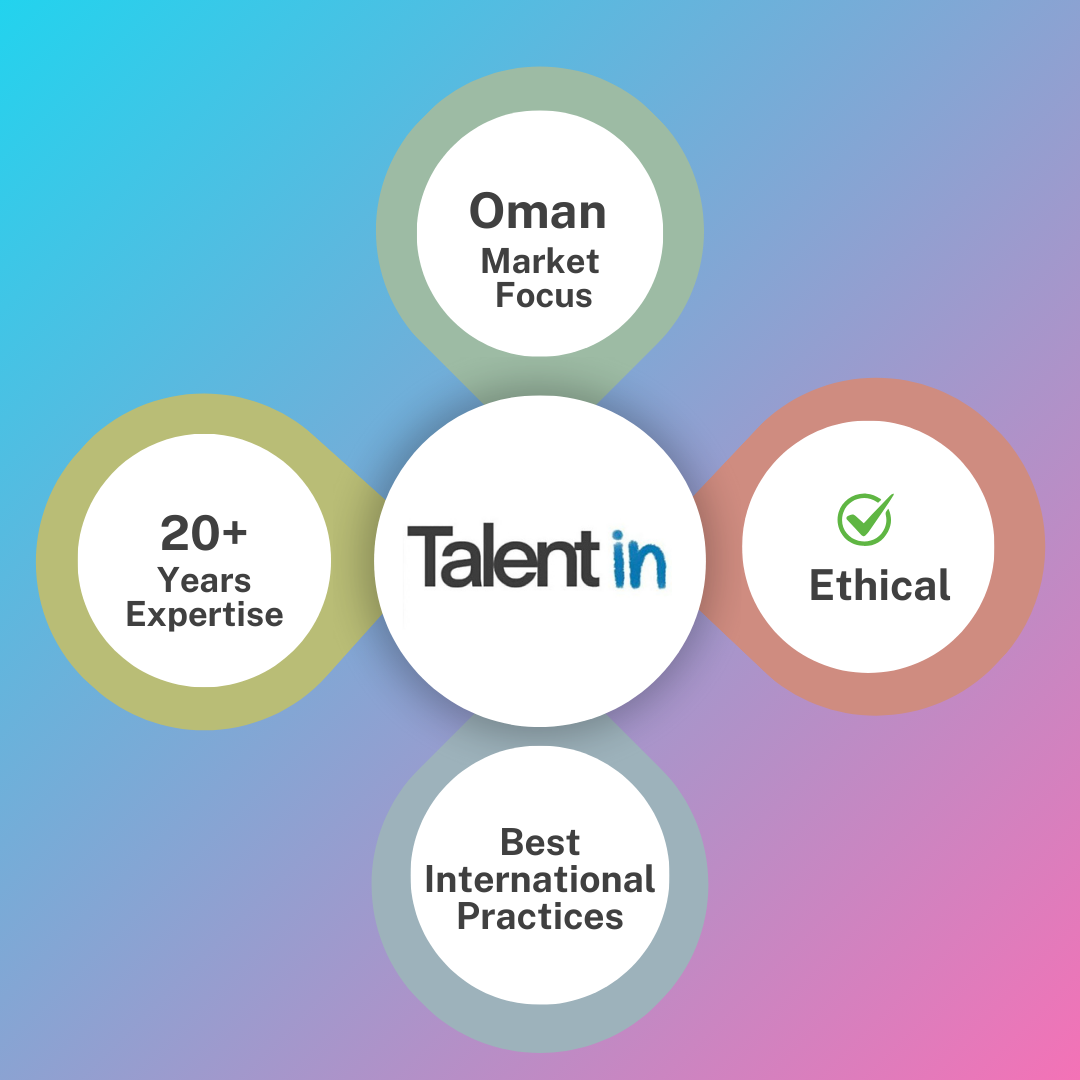 Oman
Market
Focus
20+
Years
Expertise
Talent in
Ethical
Best
International
Practices